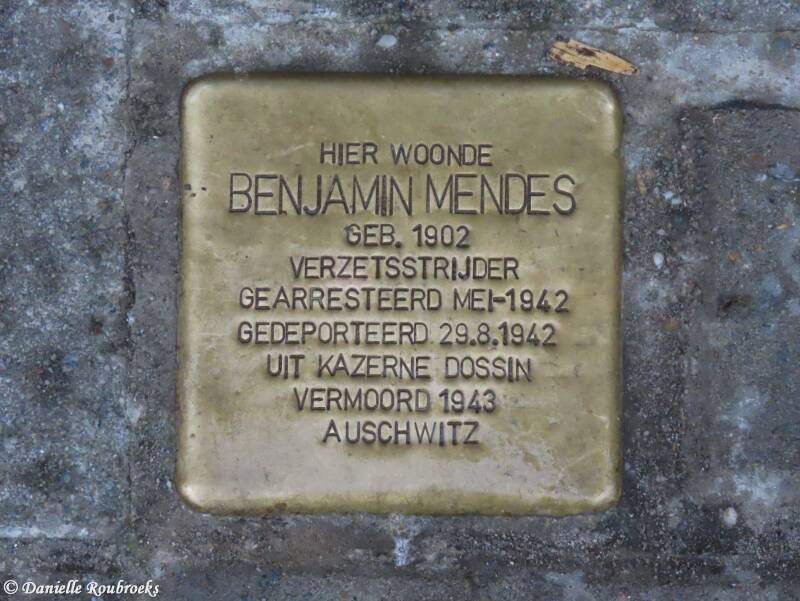 HIER WOONDE
BENJAMIN MENDES
GEB. 1902
VERZETSSTRIJDER
GEARRESTEERD MEI-1942
GEDEPORTEERD 29.8.1942
UIT KAZERNE DOSSIN
VERMOORD 1943
AUSCHWITZ
© Danielle Roubroeks